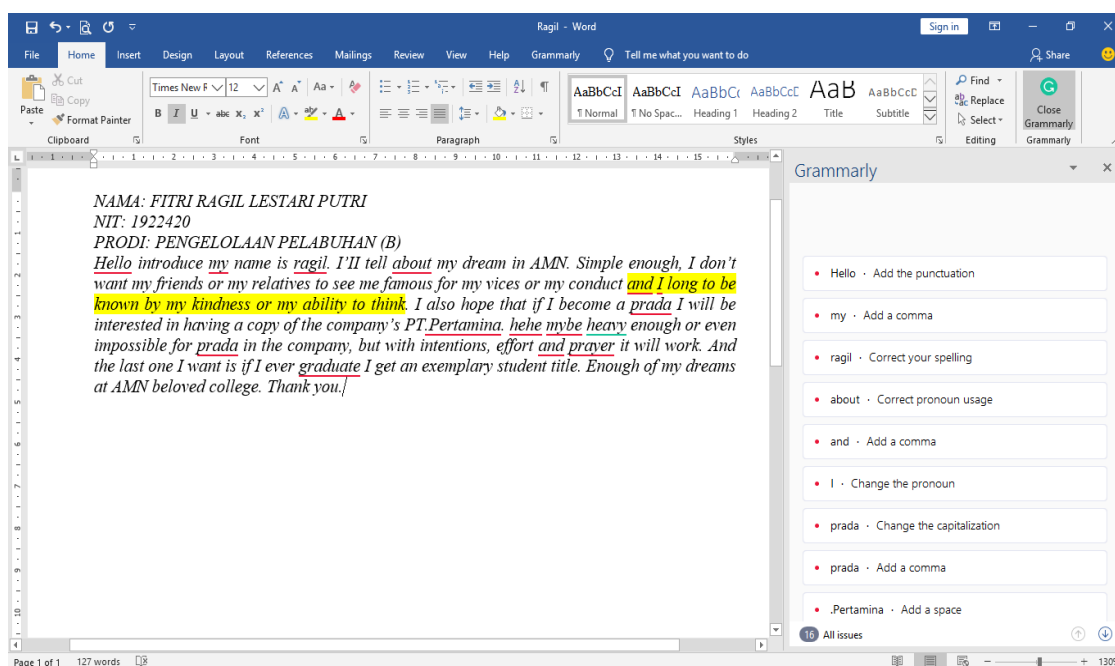 Ragil - Word
Sign in
File Home Insert Design Layout References Mailings Review View Help Grammarly Tell me what you want to do Share
Paste
Cut
Copy
Format Painter
Times New F 12
AaBbCcI AaBbCcI AaBbCc AaBbCcE AaB AaBbCcD
¶ Normal ¶ No Spac... Heading 1 Heading 2 Title Subtitle
Find
Replace
Select
Close
Grammarly
Clipboard Font Paragraph Styles Editing Grammarly
NAMA: FITRI RAGIL LESTARI PUTRI
NIT: 1922420
PRODI: PENGELOLAAN PELABUHAN (B)
Hello introduce my name is ragil. I'II tell about my dream in AMN. Simple enough, I don't
want my friends or my relatives to see me famous for my vices or my conduct and I long to be
known by my kindness or my ability to think. I also hope that if I become a prada I will be
interested in having a copy of the company's PT.Pertamina. hehe mybe heavy enough or even
impossible for prada in the company, but with intentions, effort and prayer it will work. And
the last one I want is if I ever graduate I get an exemplary student title. Enough of my dreams
at AMN beloved college. Thank you.
Grammarly
Hello · Add the punctuation
my · Add a comma
ragil · Correct your spelling
about · Correct pronoun usage
and · Add a comma
I · Change the pronoun
prada · Change the capitalization
prada · Add a comma
.Pertamina · Add a space
16 All issues
Page 1 of 1 127 words 130%